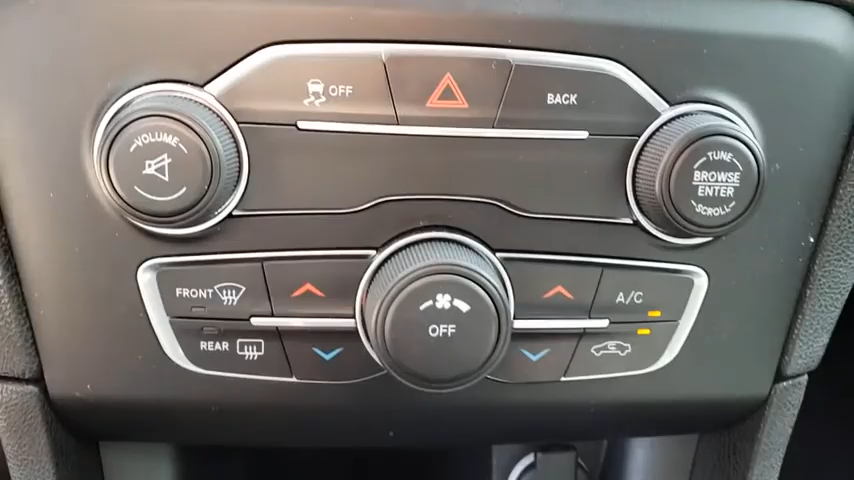 OFF
BACK
VOLUME
TUNE
BROWSE
ENTER
SCROLL
FRONT
A/C
OFF
REAR